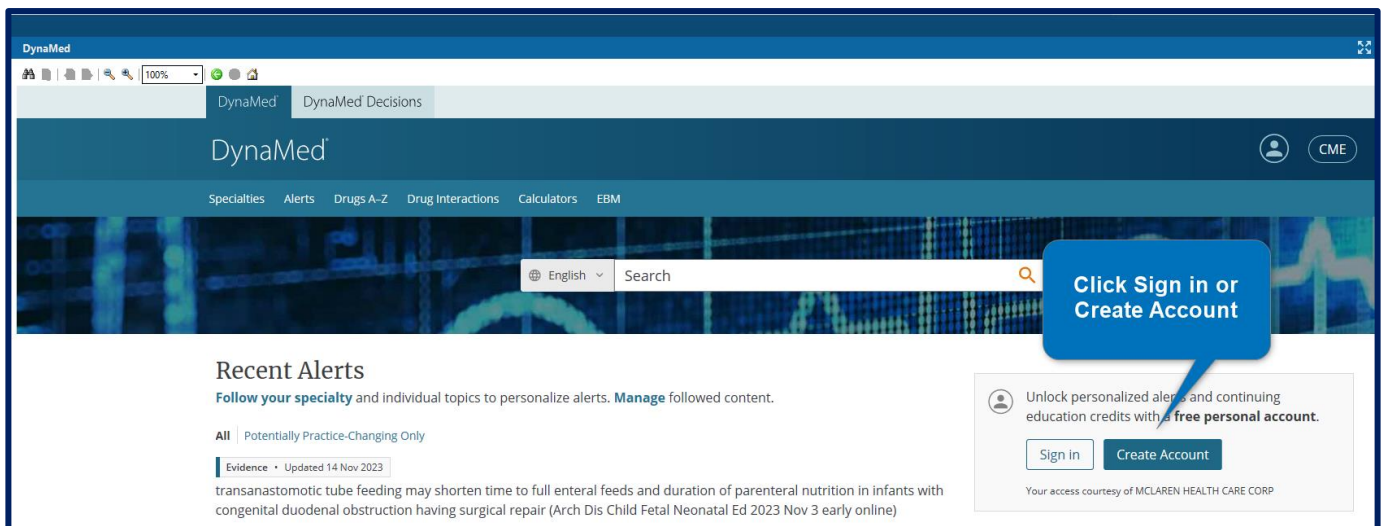 DynaMed
100%
DynaMed DynaMed Decisions
DynaMed
CME
Specialties Alerts Drugs A–Z Drug Interactions Calculators EBM
English Search
Click Sign in or
Create Account
Recent Alerts
Follow your specialty and individual topics to personalize alerts. Manage followed content.
All Potentially Practice-Changing Only
Evidence • Updated 14 Nov 2023
transanastomotic tube feeding may shorten time to full enteral feeds and duration of parenteral nutrition in infants with
congenital duodenal obstruction having surgical repair (Arch Dis Child Fetal Neonatal Ed 2023 Nov 3 early online)
Unlock personalized alerts and continuing
education credits with a free personal account.
Sign in Create Account
Your access courtesy of MCLAREN HEALTH CARE CORP